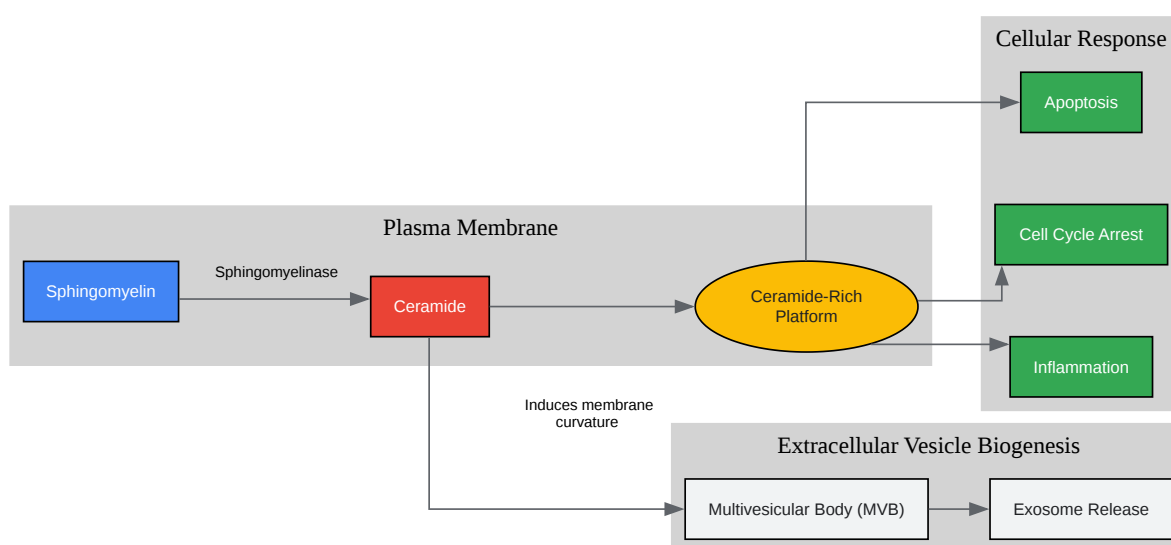 Cellular Response
Apoptosis
Plasma Membrane
Cell Cycle Arrest
Sphingomyelin
Sphingomyelinase
Ceramide
Ceramide-Rich
Platform
Inflammation
Induces membrane
curvature
Extracellular Vesicle Biogenesis
Multivesicular Body (MVB)
Exosome Release